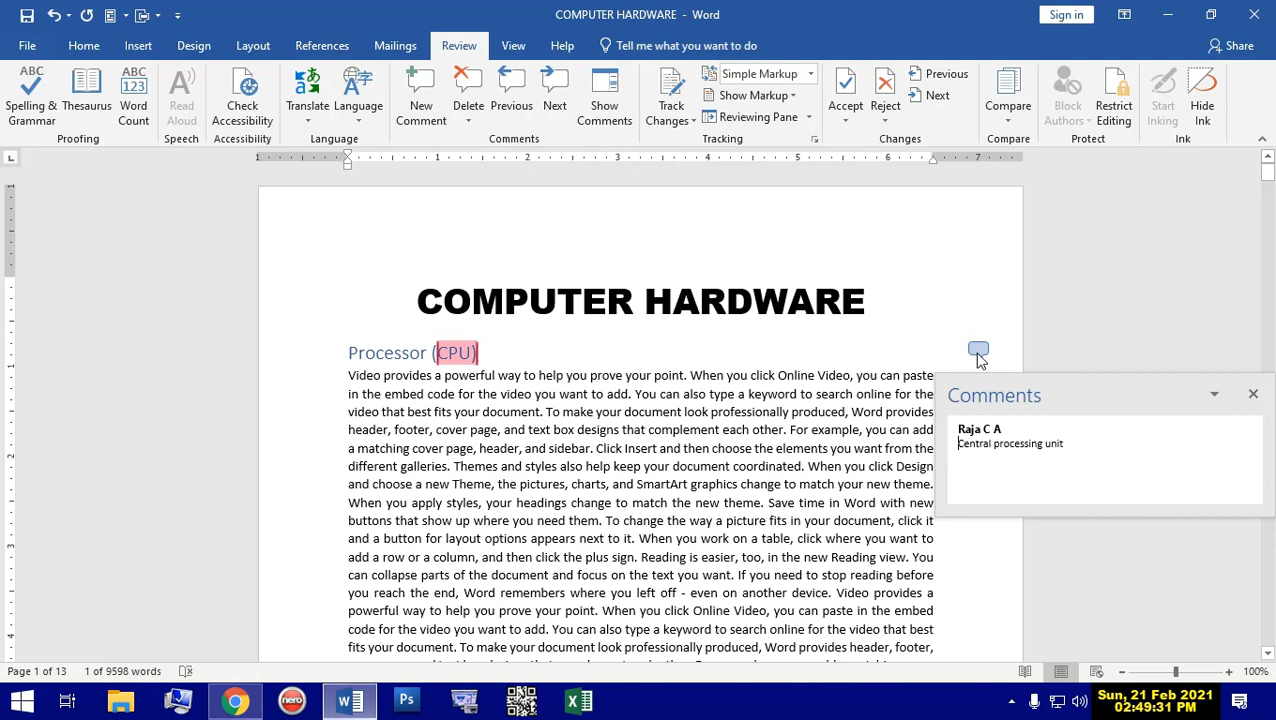 COMPUTER HARDWARE - Word
Sign in
File Home Insert Design Layout References Mailings Review View Help Tell me what you want to do Share
ABC
Spelling & Grammar
Thesaurus
ABC 123
Word Count
Proofing
Read Aloud
Speech
Check Accessibility
Accessibility
Translate
Language
Language
New Comment
Delete
Previous
Next
Show Comments
Comments
Track Changes
Simple Markup
Show Markup
Reviewing Pane
Tracking
Accept
Reject
Previous
Next
Changes
Compare
Compare
Block Authors
Restrict Editing
Protect
Start Inking
Hide Ink
Ink
1 1 2 3 4 5 6 7
COMPUTER HARDWARE
Processor (CPU)
Video provides a powerful way to help you prove your point. When you click Online Video, you can paste
in the embed code for the video you want to add. You can also type a keyword to search online for the
video that best fits your document. To make your document look professionally produced, Word provides
header, footer, cover page, and text box designs that complement each other. For example, you can add
a matching cover page, header, and sidebar. Click Insert and then choose the elements you want from the
different galleries. Themes and styles also help keep your document coordinated. When you click Design
and choose a new Theme, the pictures, charts, and SmartArt graphics change to match your new theme.
When you apply styles, your headings change to match the new theme. Save time in Word with new
buttons that show up where you need them. To change the way a picture fits in your document, click it
and a button for layout options appears next to it. When you work on a table, click where you want to
add a row or a column, and then click the plus sign. Reading is easier, too, in the new Reading view. You
can collapse parts of the document and focus on the text you want. If you need to stop reading before
you reach the end, Word remembers where you left off - even on another device. Video provides a
powerful way to help you prove your point. When you click Online Video, you can paste in the embed
code for the video you want to add. You can also type a keyword to search online for the video that best
fits your document. To make your document look professionally produced, Word provides header, footer,
Comments
Raja C A
Central processing unit
Page 1 of 13 1 of 9598 words 100%
nero
Ps
Sun, 21 Feb 2021
02:49:31 PM